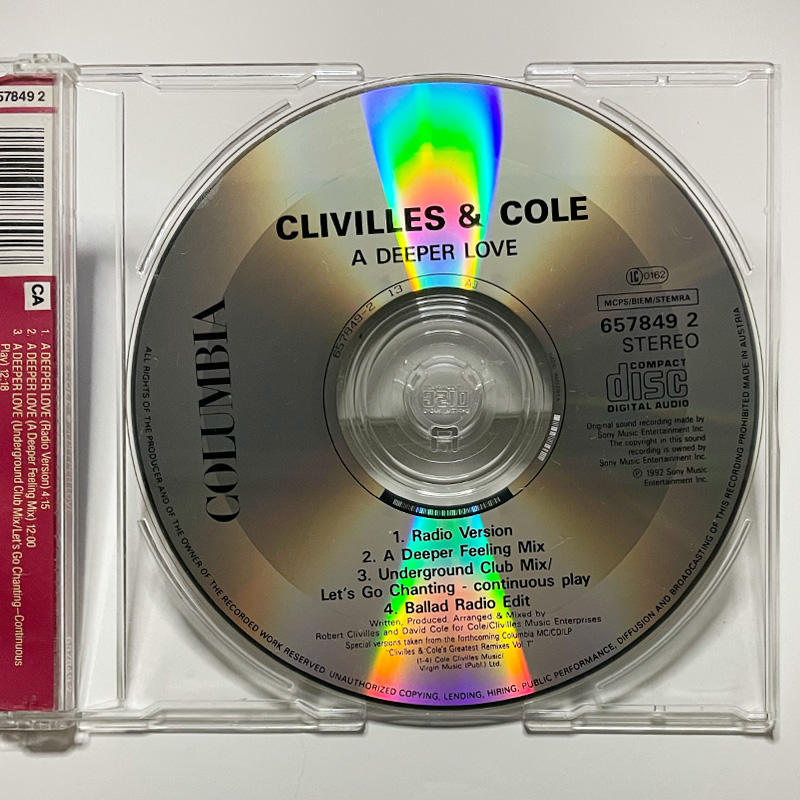 57849 2
CA
1. A DEEPER LOVE (Radio Version) 4:15
2. A DEEPER LOVE (A Deeper Feeling Mix) 12:00
3. A DEEPER LOVE (Underground Club Mix/Let's Go Chanting–Continuous
Play) 12:18
CLIVILLES & COLE
A DEEPER LOVE
COLUMBIA
657849-2 13 A3
LC 0162
MCPS/BIEM/STEMRA
657849 2
STEREO
COMPACT
disc
DIGITAL AUDIO
Original sound recording made by
Sony Music Entertainment Inc.
The copyright in this sound
recording is owned by
Sony Music Entertainment Inc.
℗ 1992 Sony Music
Entertainment Inc.
1. Radio Version
2. A Deeper Feeling Mix
3. Underground Club Mix/
Let's Go Chanting - continuous play
4. Ballad Radio Edit
Written, Produced, Arranged & Mixed by
Robert Clivilles and David Cole for Cole/Clivilles Music Enterprises
Special versions taken from the forthcoming Columbia MC/CD/LP
"Clivilles & Cole's Greatest Remixes Vol. 1"
(1-4) Cole Clivilles Music/
Virgin Music (Publ.) Ltd.
ALL RIGHTS OF THE PRODUCER AND OF THE OWNER OF THE RECORDED WORK RESERVED. UNAUTHORIZED COPYING, LENDING, HIRING, PUBLIC PERFORMANCE, DIFFUSION AND BROADCASTING OF THIS RECORDING PROHIBITED MADE IN AUSTRIA